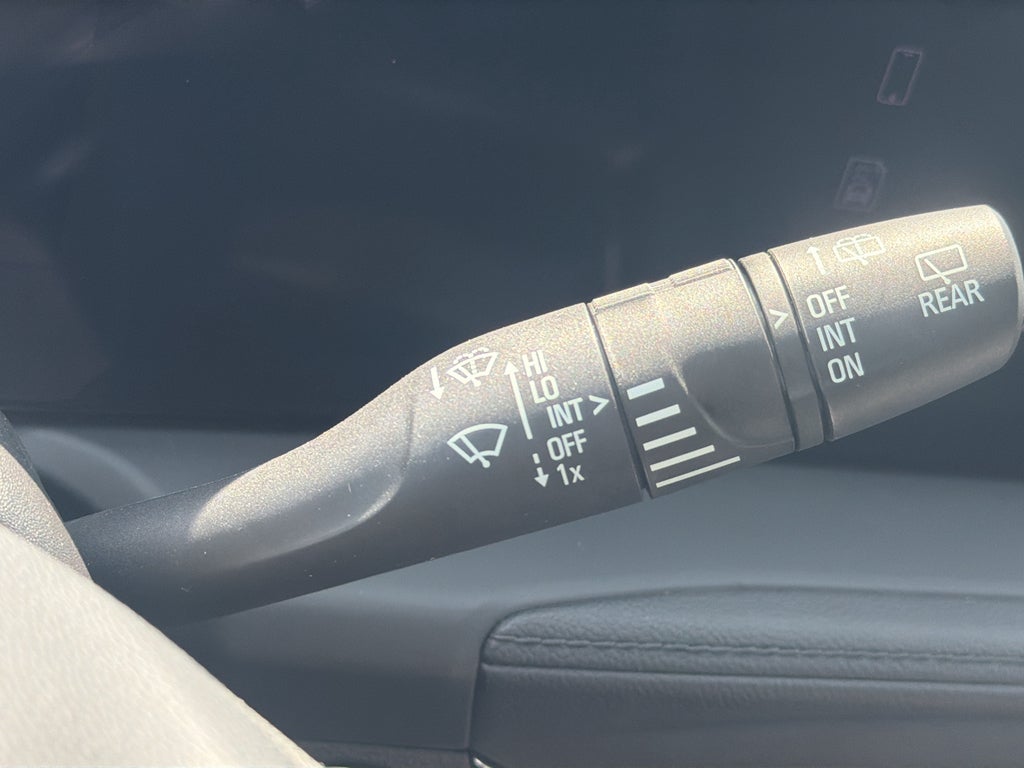 HI
LO
INT >
OFF
1x
>
OFF
INT
ON
REAR